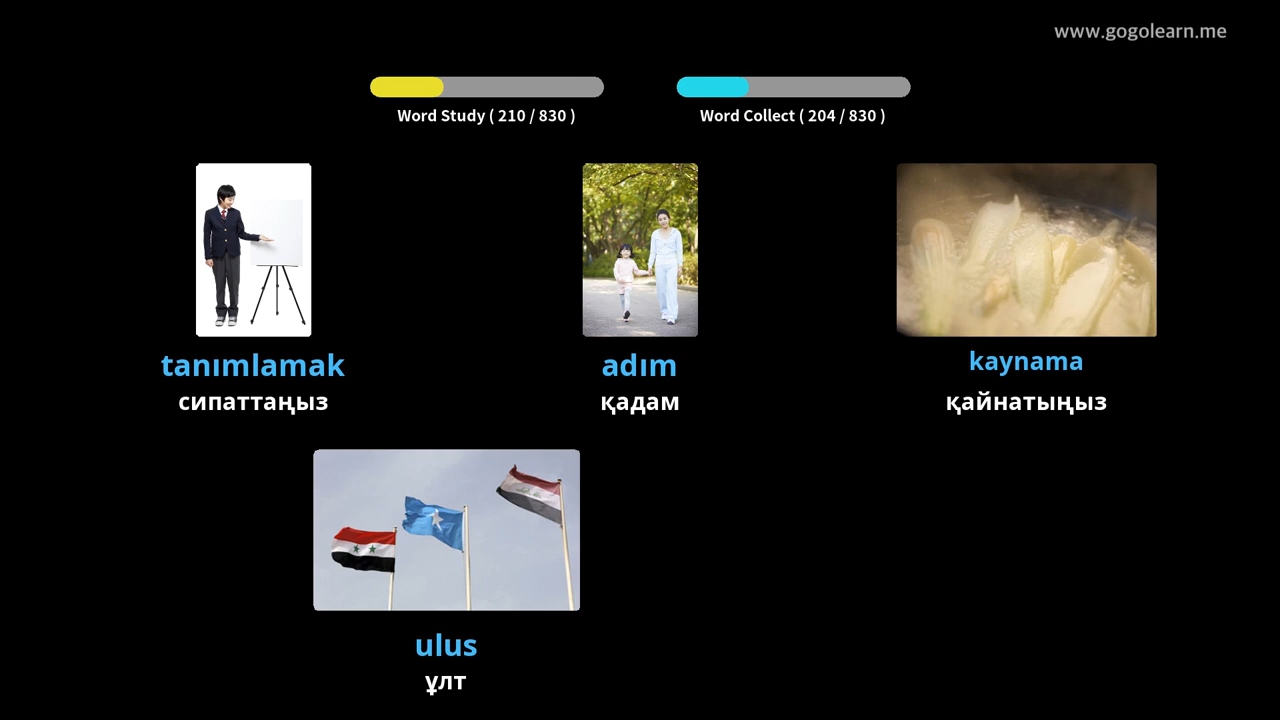 www.gogolearn.me
Word Study ( 210 / 830 )
Word Collect ( 204 / 830 )
tanımlamak
сипаттаңыз
adım
қадам
kaynama
қайнатыңыз
ulus
ұлт